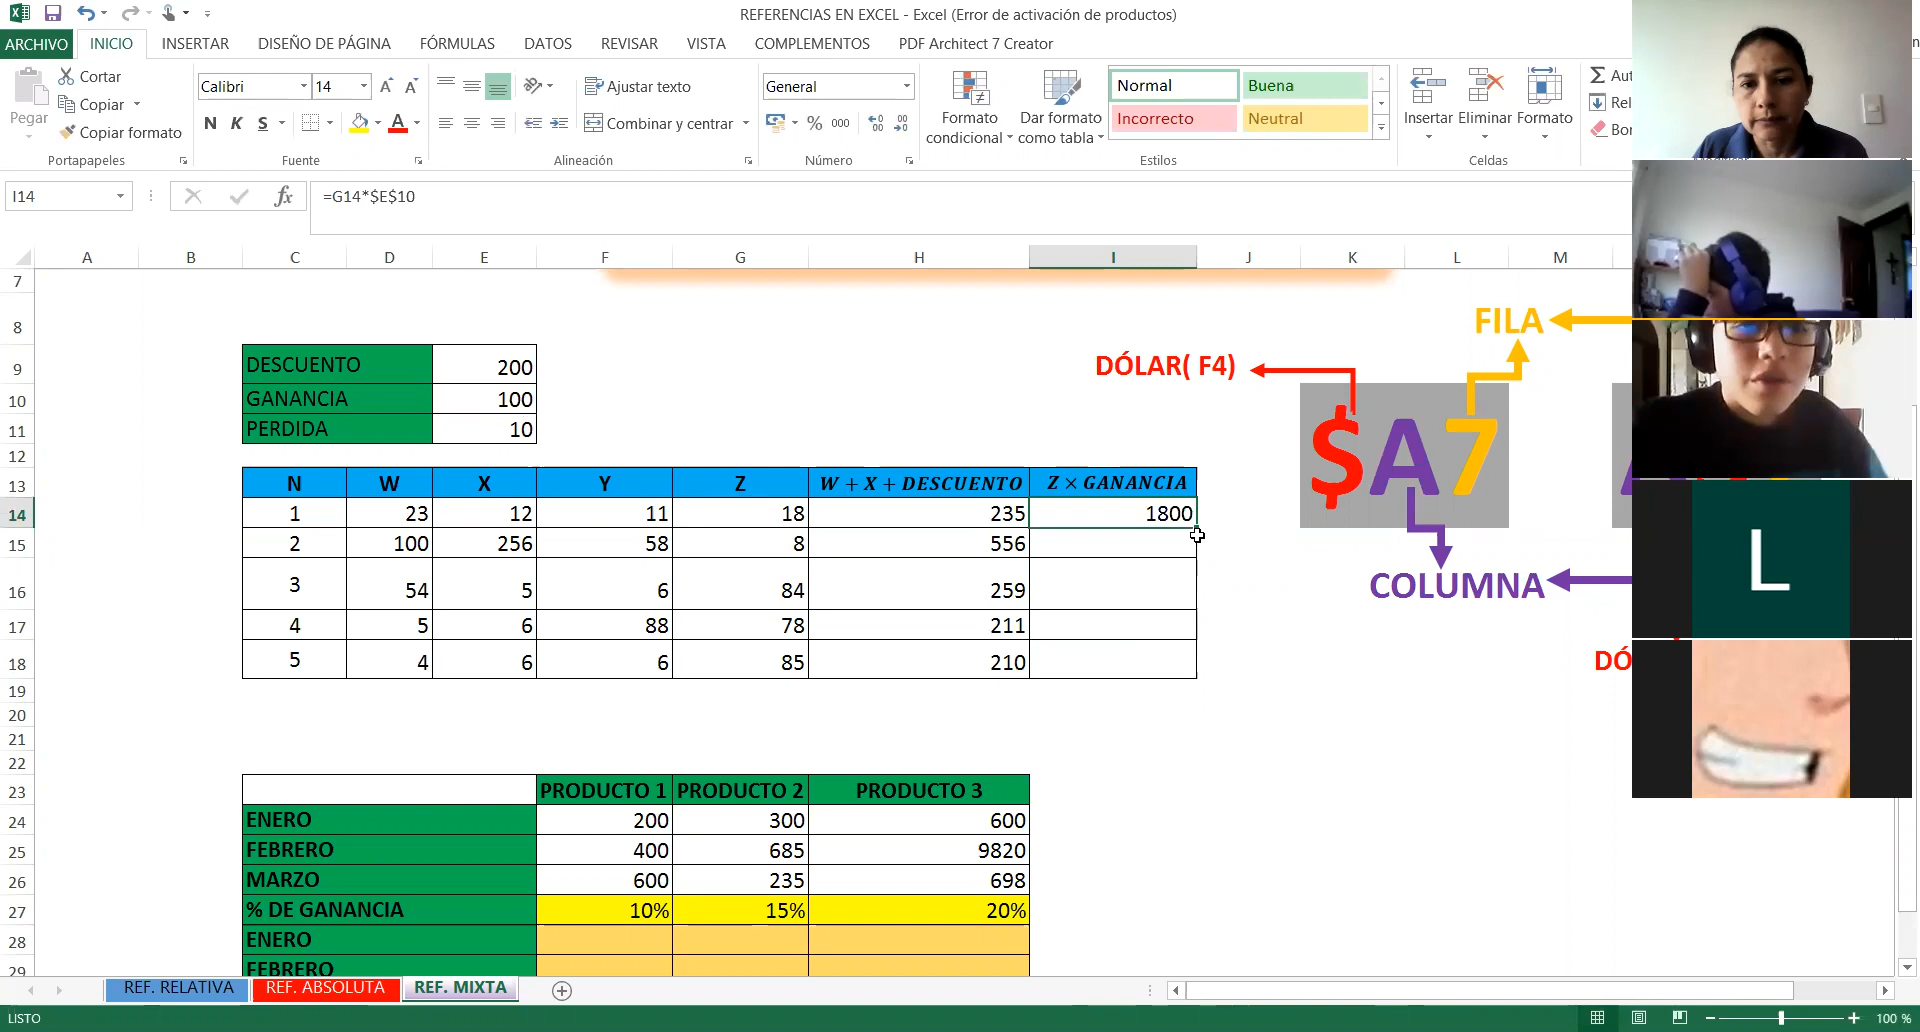 REFERENCIAS EN EXCEL - Excel (Error de activación de productos)
ARCHIVO INICIO INSERTAR DISEÑO DE PÁGINA FÓRMULAS DATOS REVISAR VISTA COMPLEMENTOS PDF Architect 7 Creator
Pegar
Cortar
Copiar
Copiar formato
Portapapeles
Calibri 14
N K S
Fuente
Ajustar texto
Combinar y centrar
Alineación
General
% 000
Número
Formato condicional
Dar formato como tabla
Normal Buena
Incorrecto Neutral
Estilos
Insertar Eliminar Formato
Celdas
Σ Aut
Rel
Bor
I14 fx =G14*$E$10
A B C D E F G H I J K L M
7
8
9 DESCUENTO 200
10 GANANCIA 100
11 PERDIDA 10
12
13 N W X Y Z W + X + DESCUENTO Z × GANANCIA
14 1 23 12 11 18 235 1800
15 2 100 256 58 8 556
16 3 54 5 6 84 259
17 4 5 6 88 78 211
18 5 4 6 6 85 210
19
20
21
22
23 PRODUCTO 1 PRODUCTO 2 PRODUCTO 3
24 ENERO 200 300 600
25 FEBRERO 400 685 9820
26 MARZO 600 235 698
27 % DE GANANCIA 10% 15% 20%
28 ENERO
29 FEBRERO
FILA
DÓLAR( F4)
$A7
COLUMNA
DÓ
L
REF. RELATIVA REF. ABSOLUTA REF. MIXTA
LISTO 100 %